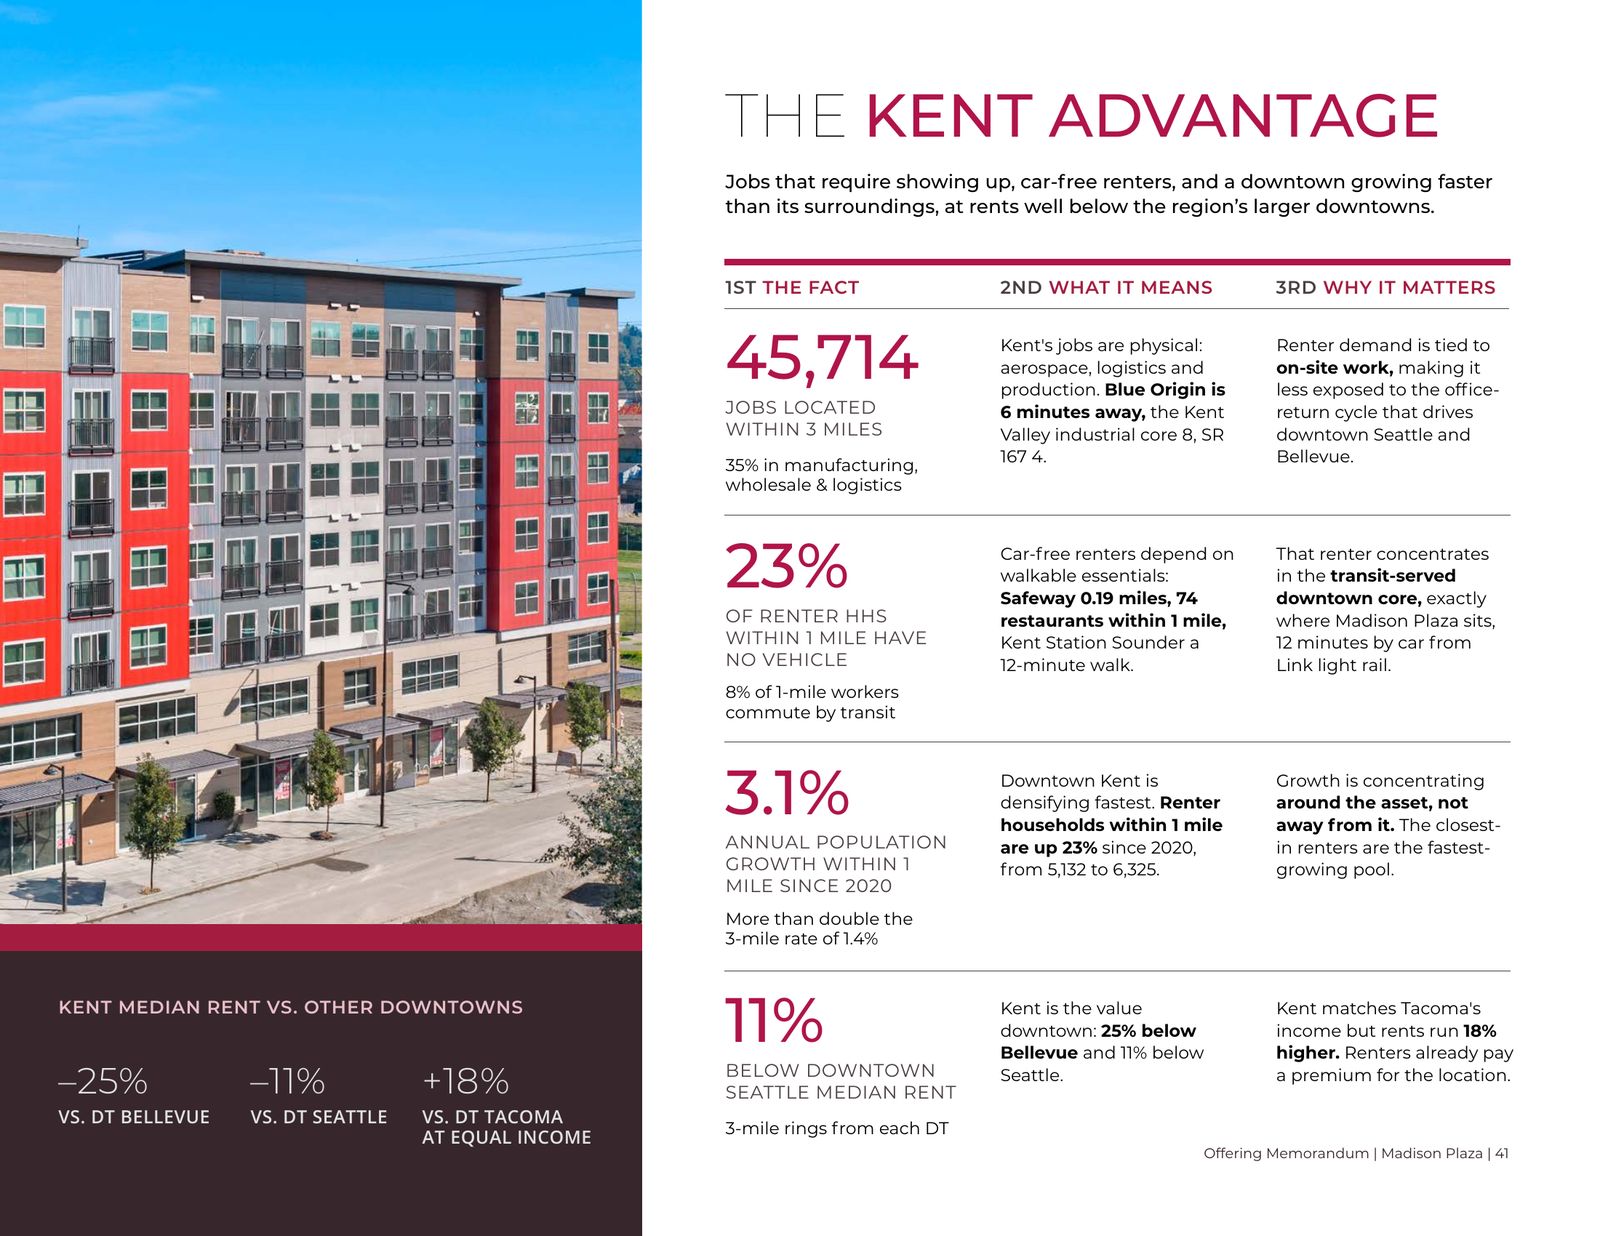 THE KENT ADVANTAGE
Jobs that require showing up, car-free renters, and a downtown growing faster
than its surroundings, at rents well below the region's larger downtowns.
1ST THE FACT
2ND WHAT IT MEANS
3RD WHY IT MATTERS
45,714
JOBS LOCATED
WITHIN 3 MILES
35% in manufacturing,
wholesale & logistics
Kent's jobs are physical:
aerospace, logistics and
production. Blue Origin is
6 minutes away, the Kent
Valley industrial core 8, SR
167 4.
Renter demand is tied to
on-site work, making it
less exposed to the office-
return cycle that drives
downtown Seattle and
Bellevue.
23%
OF RENTER HHS
WITHIN 1 MILE HAVE
NO VEHICLE
8% of 1-mile workers
commute by transit
Car-free renters depend on
walkable essentials:
Safeway 0.19 miles, 74
restaurants within 1 mile,
Kent Station Sounder a
12-minute walk.
That renter concentrates
in the transit-served
downtown core, exactly
where Madison Plaza sits,
12 minutes by car from
Link light rail.
3.1%
ANNUAL POPULATION
GROWTH WITHIN 1
MILE SINCE 2020
More than double the
3-mile rate of 1.4%
Downtown Kent is
densifying fastest. Renter
households within 1 mile
are up 23% since 2020,
from 5,132 to 6,325.
Growth is concentrating
around the asset, not
away from it. The closest-
in renters are the fastest-
growing pool.
11%
BELOW DOWNTOWN
SEATTLE MEDIAN RENT
3-mile rings from each DT
Kent is the value
downtown: 25% below
Bellevue and 11% below
Seattle.
Kent matches Tacoma's
income but rents run 18%
higher. Renters already pay
a premium for the location.
KENT MEDIAN RENT VS. OTHER DOWNTOWNS
–25%
VS. DT BELLEVUE
–11%
VS. DT SEATTLE
+18%
VS. DT TACOMA
AT EQUAL INCOME
Offering Memorandum | Madison Plaza | 41